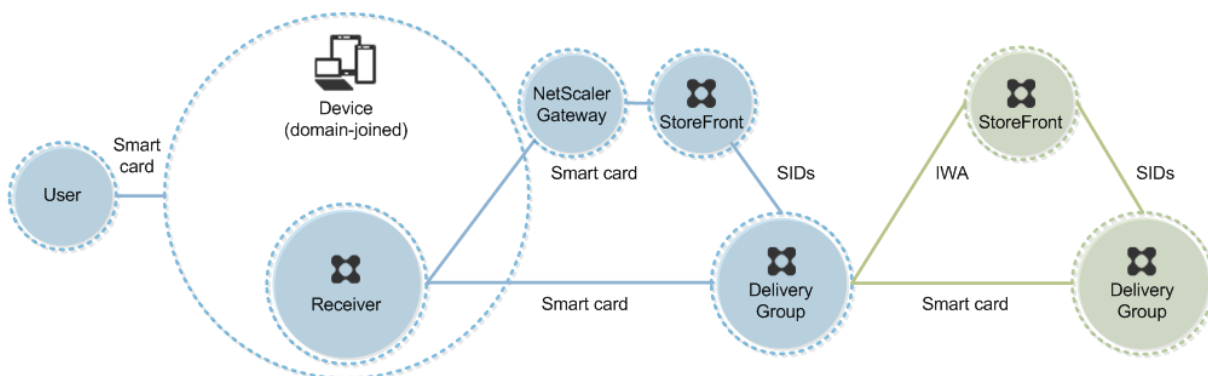 User
Smart
card
Device
(domain-joined)
Receiver
NetScaler
Gateway
StoreFront
Smart card
SIDs
Smart card
Delivery
Group
IWA
StoreFront
SIDs
Smart card
Delivery
Group